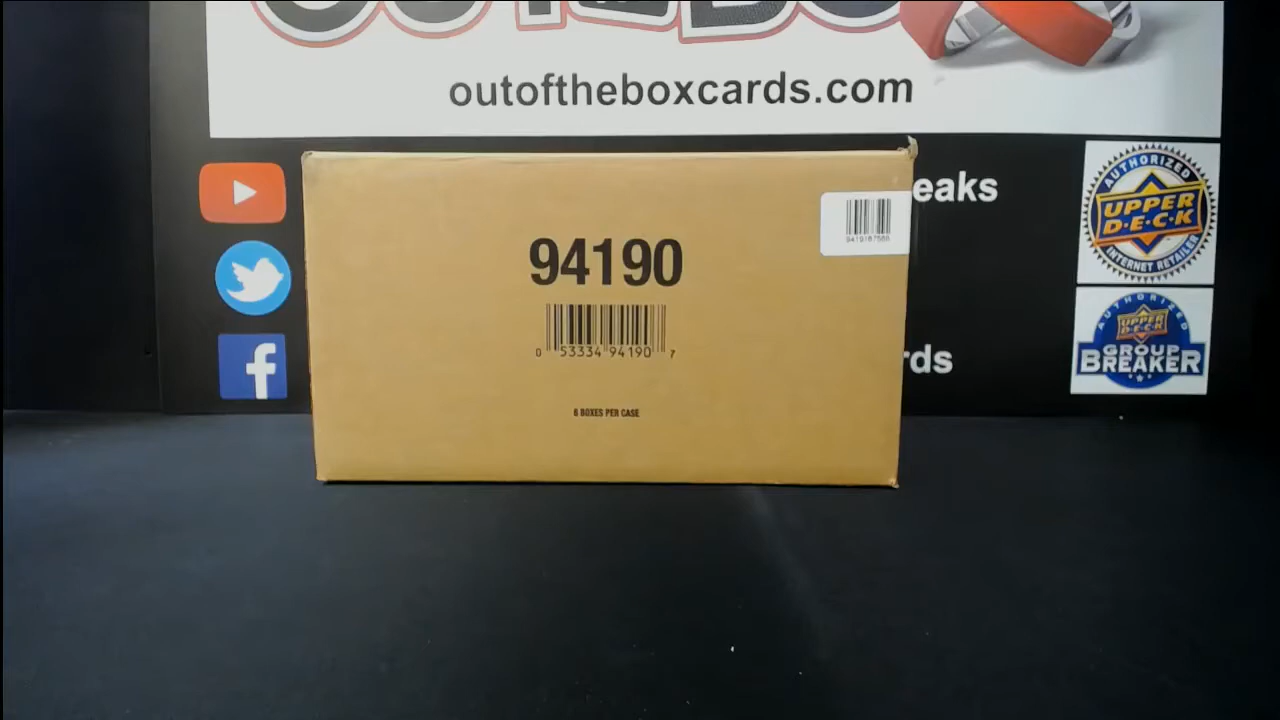 outoftheboxcards.com
eaks
94190
0 53334 94190 7
6 BOXES PER CASE
rds
AUTHORIZED
UPPER
D·E·C·K
INTERNET RETAILER
AUTHORIZED
UPPER
DECK
GROUP
BREAKER
f